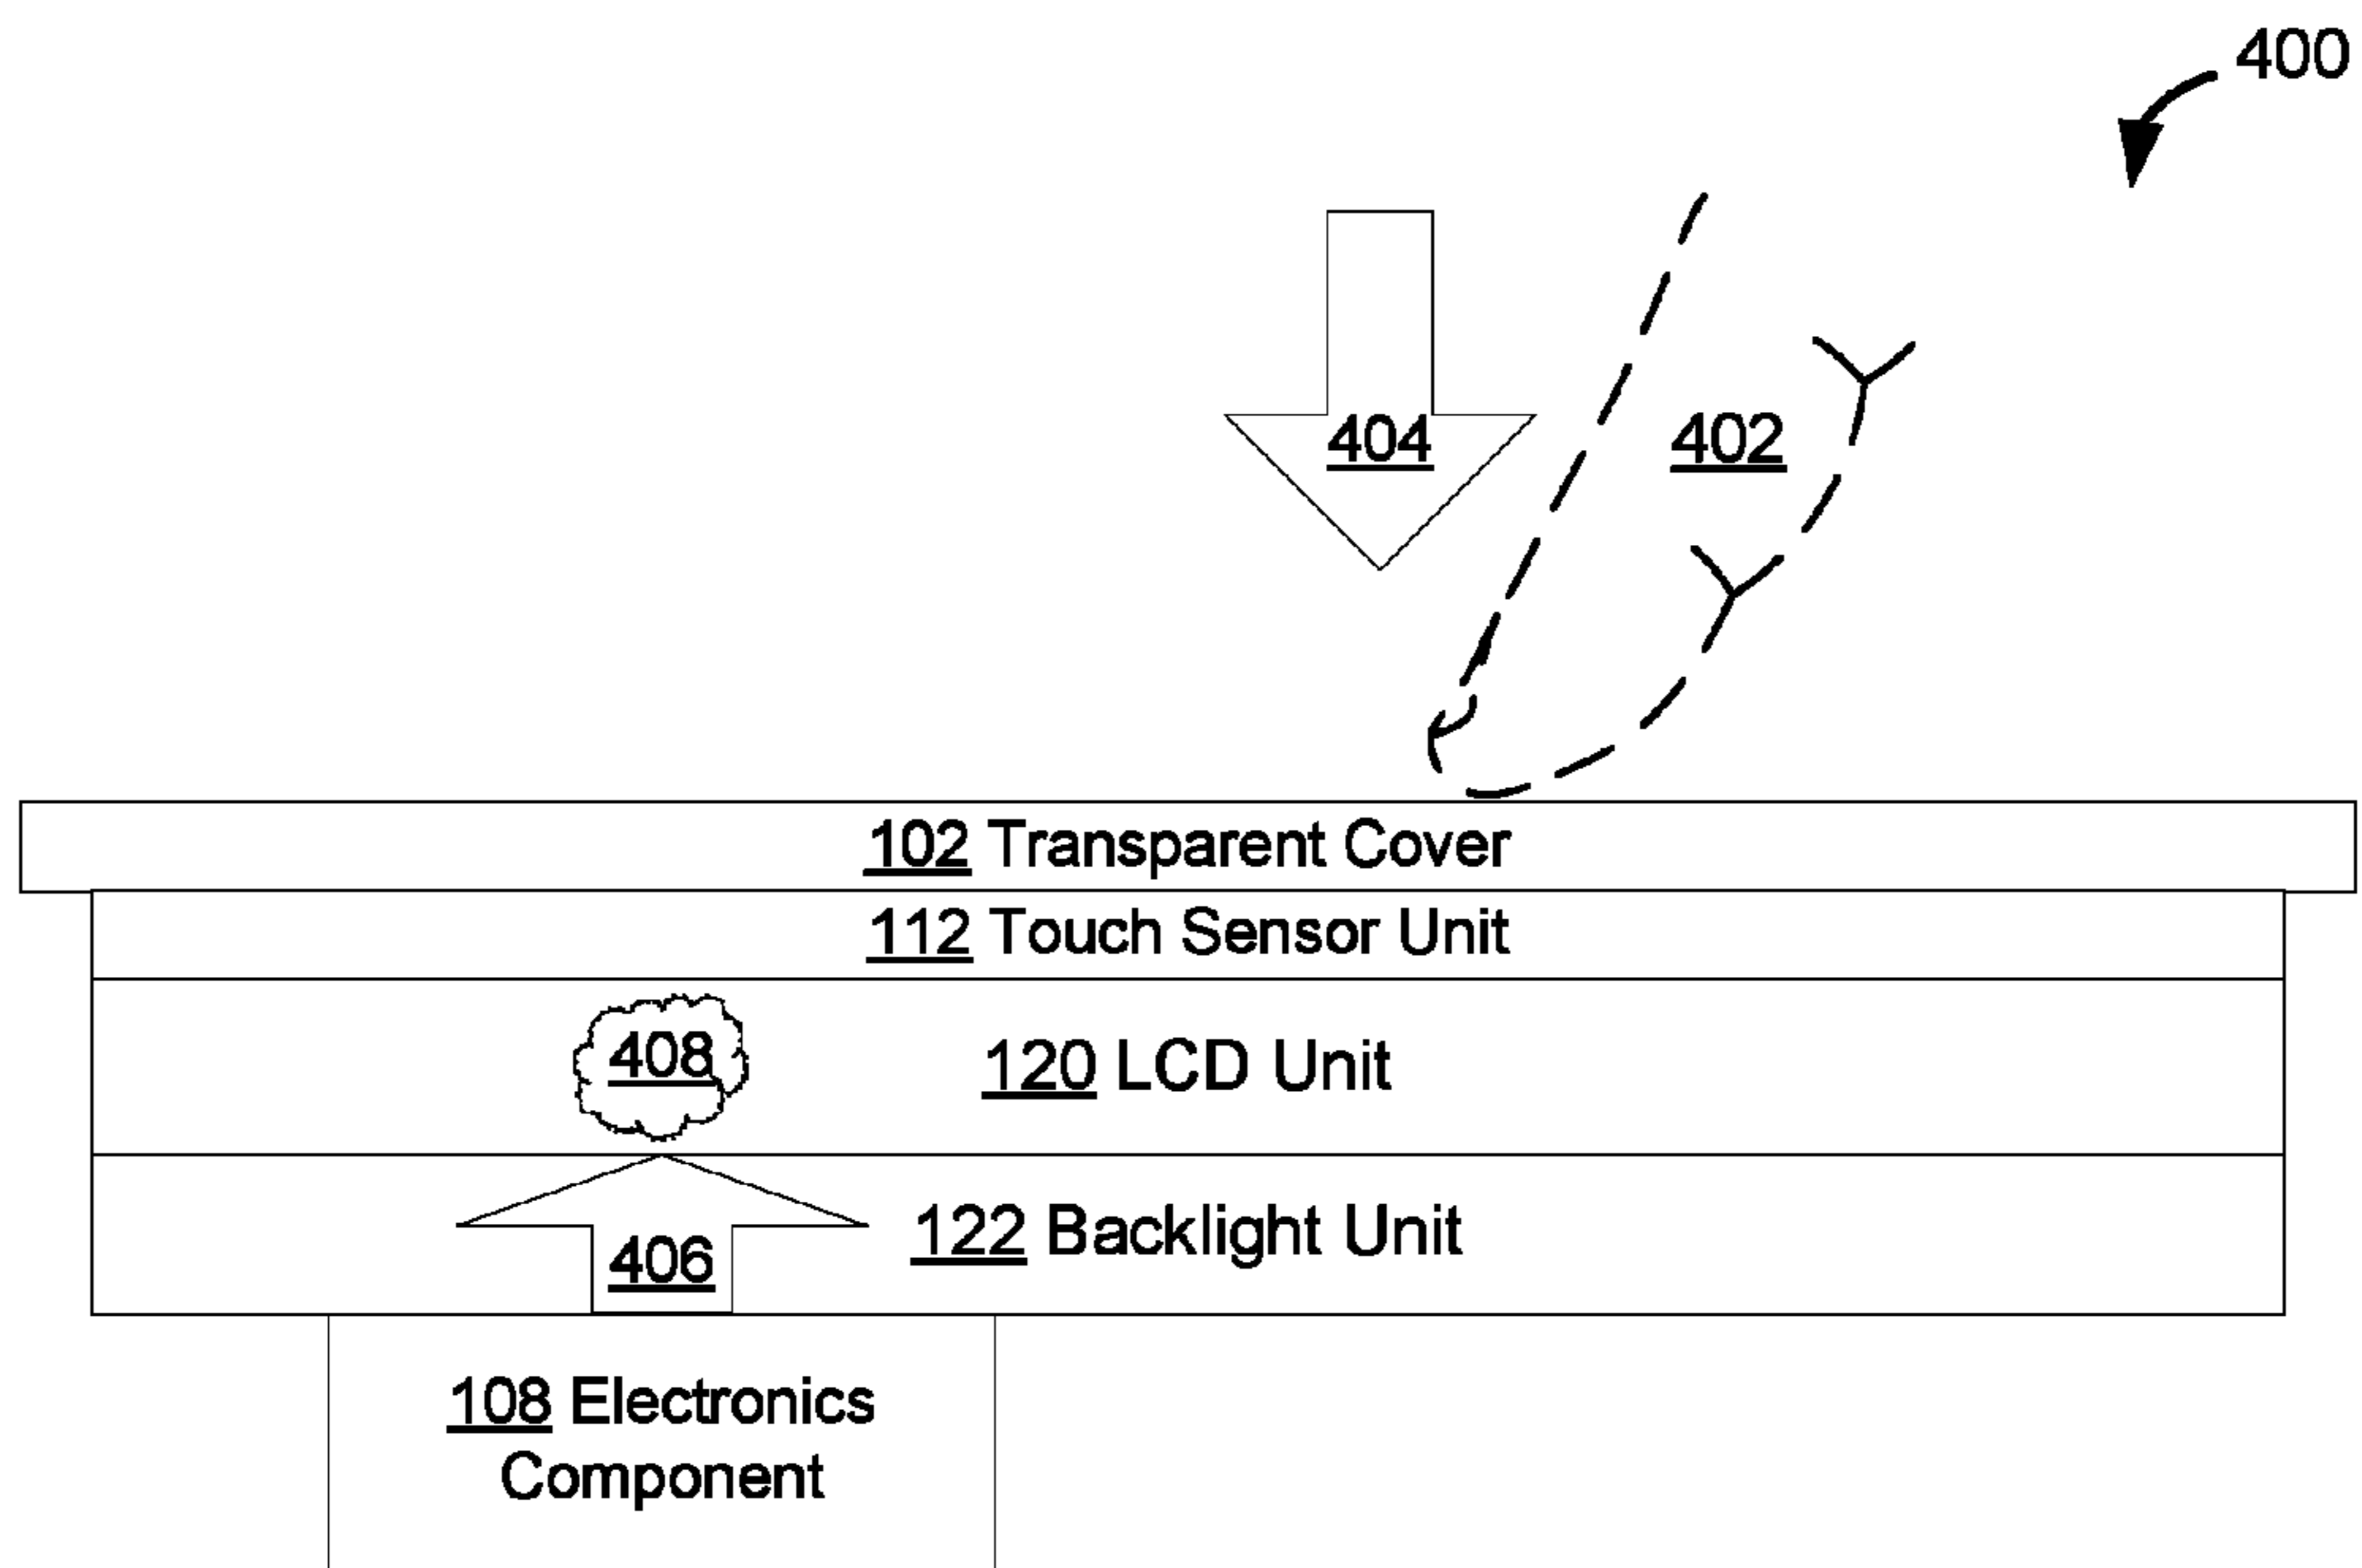 400
404
402
102 Transparent Cover
112 Touch Sensor Unit
408
120 LCD Unit
122 Backlight Unit
406
108 Electronics
Component